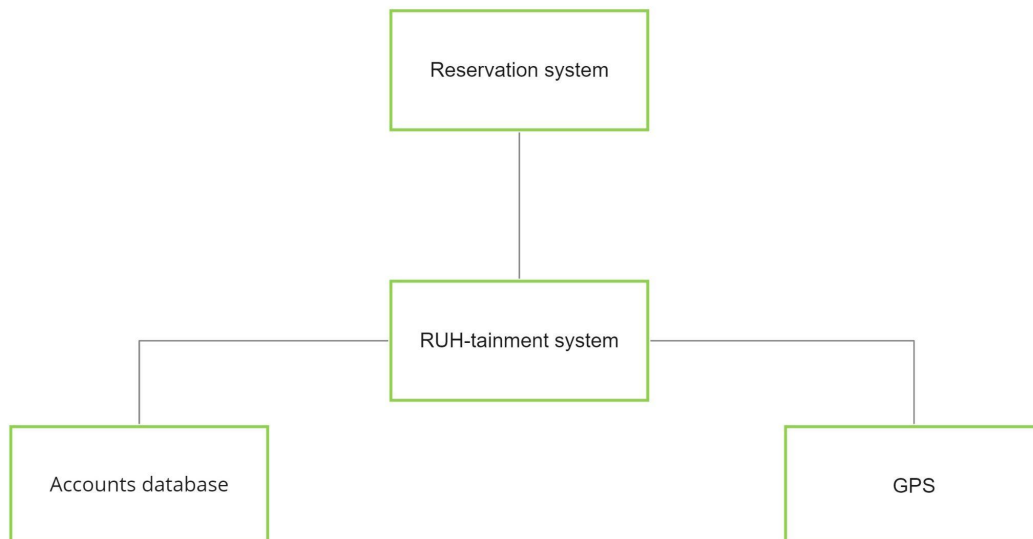 Reservation system
RUH-tainment system
Accounts database
GPS